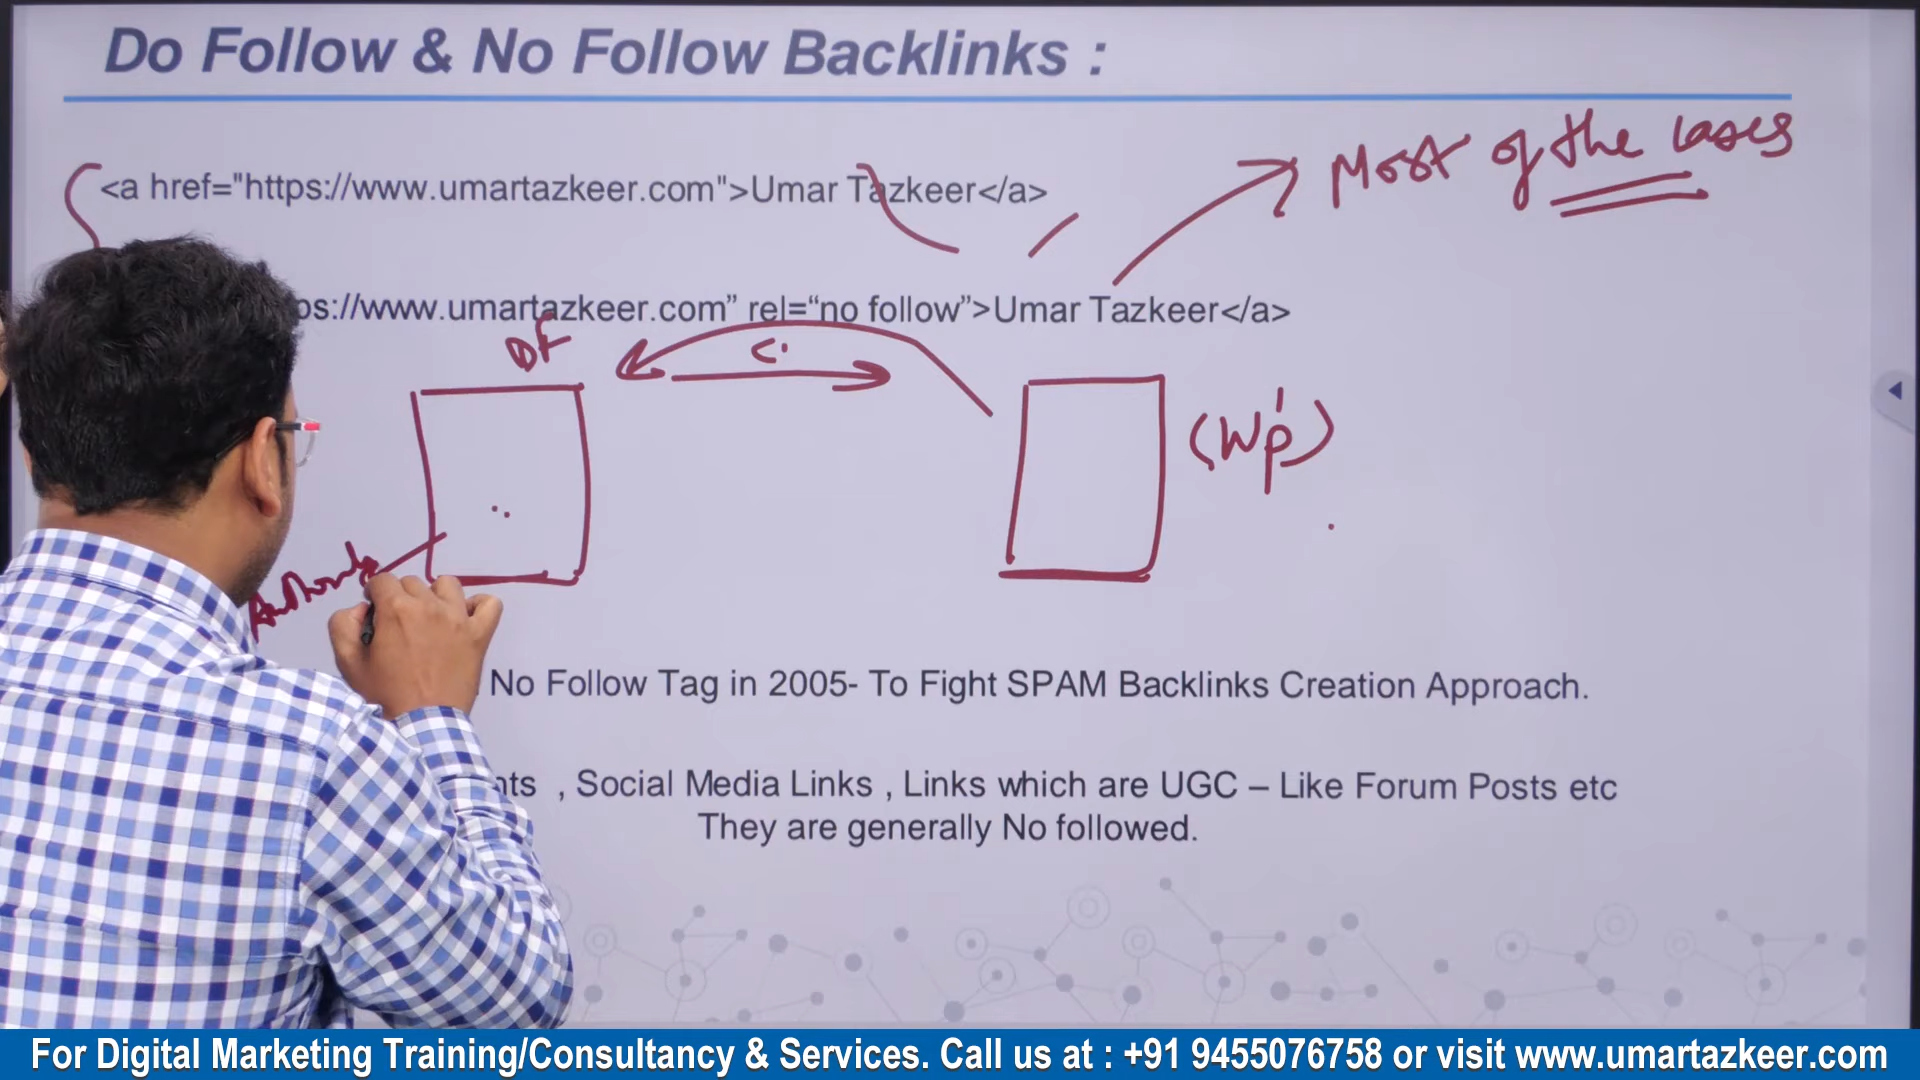 Do Follow & No Follow Backlinks :
Most of the cases
<a href="https://www.umartazkeer.com">Umar Tazkeer</a>
ps://www.umartazkeer.com” rel=“no follow”>Umar Tazkeer</a>
DF
(Wp)
No Follow Tag in 2005- To Fight SPAM Backlinks Creation Approach.
nts , Social Media Links , Links which are UGC – Like Forum Posts etc
They are generally No followed.
For Digital Marketing Training/Consultancy & Services. Call us at : +91 9455076758 or visit www.umartazkeer.com